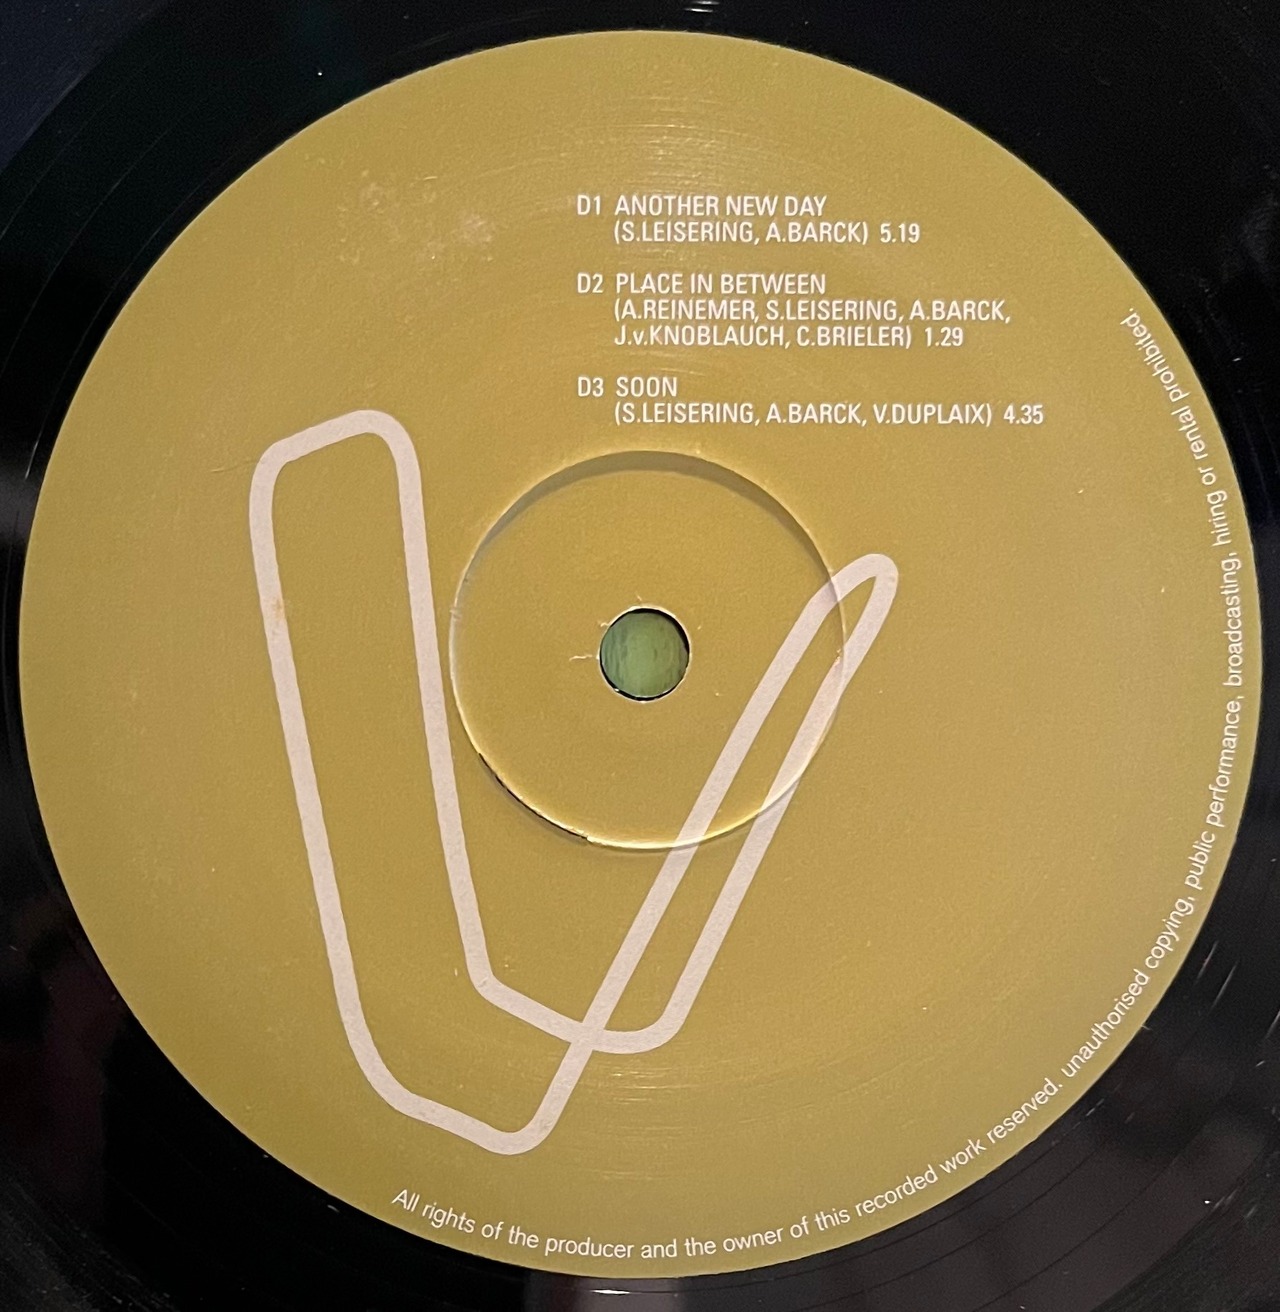 D1 ANOTHER NEW DAY
(S.LEISERING, A.BARCK) 5.19
D2 PLACE IN BETWEEN
(A.REINEMER, S.LEISERING, A.BARCK,
J.v.KNOBLAUCH, C.BRIELER) 1.29
D3 SOON
(S.LEISERING, A.BARCK, V.DUPLAIX) 4.35
All rights of the producer and the owner of this recorded work reserved. unauthorised copying, public performance, broadcasting, hiring or rental prohibited.